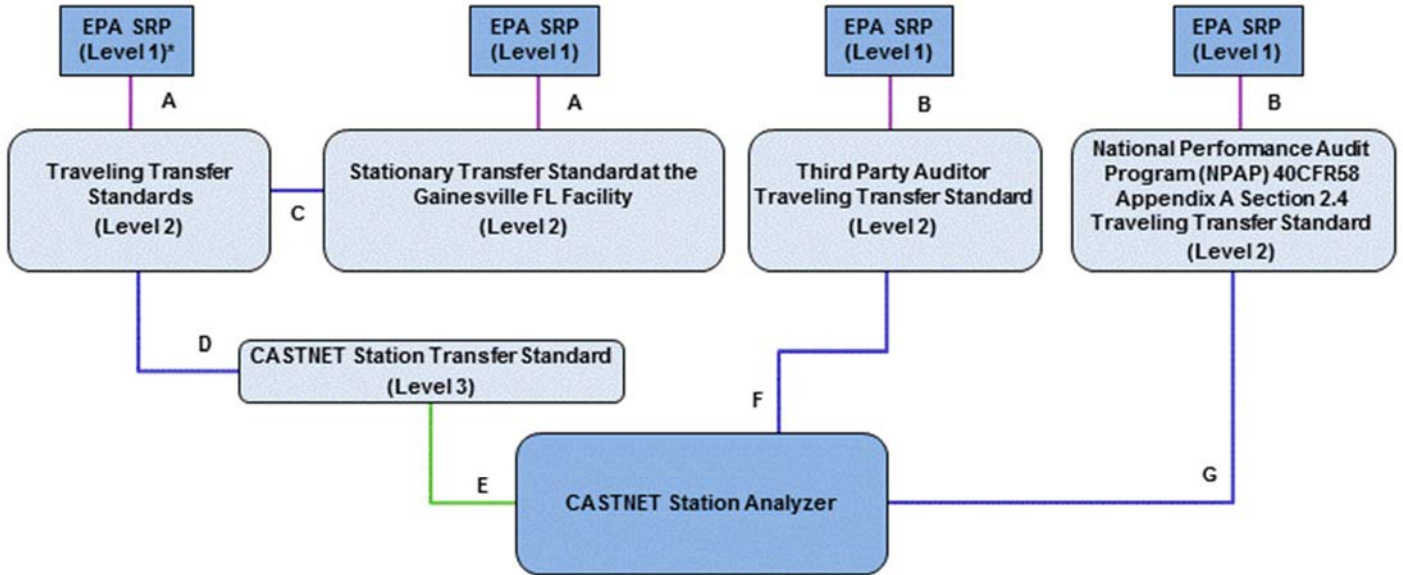 EPA SRP
(Level 1)*
EPA SRP
(Level 1)
EPA SRP
(Level 1)
EPA SRP
(Level 1)
A
A
B
B
Traveling Transfer
Standards
(Level 2)
C
Stationary Transfer Standard at the
Gainesville FL Facility
(Level 2)
Third Party Auditor
Traveling Transfer Standard
(Level 2)
National Performance Audit
Program (NPAP) 40CFR58
Appendix A Section 2.4
Traveling Transfer Standard
(Level 2)
D
CASTNET Station Transfer Standard
(Level 3)
F
E
G
CASTNET Station Analyzer